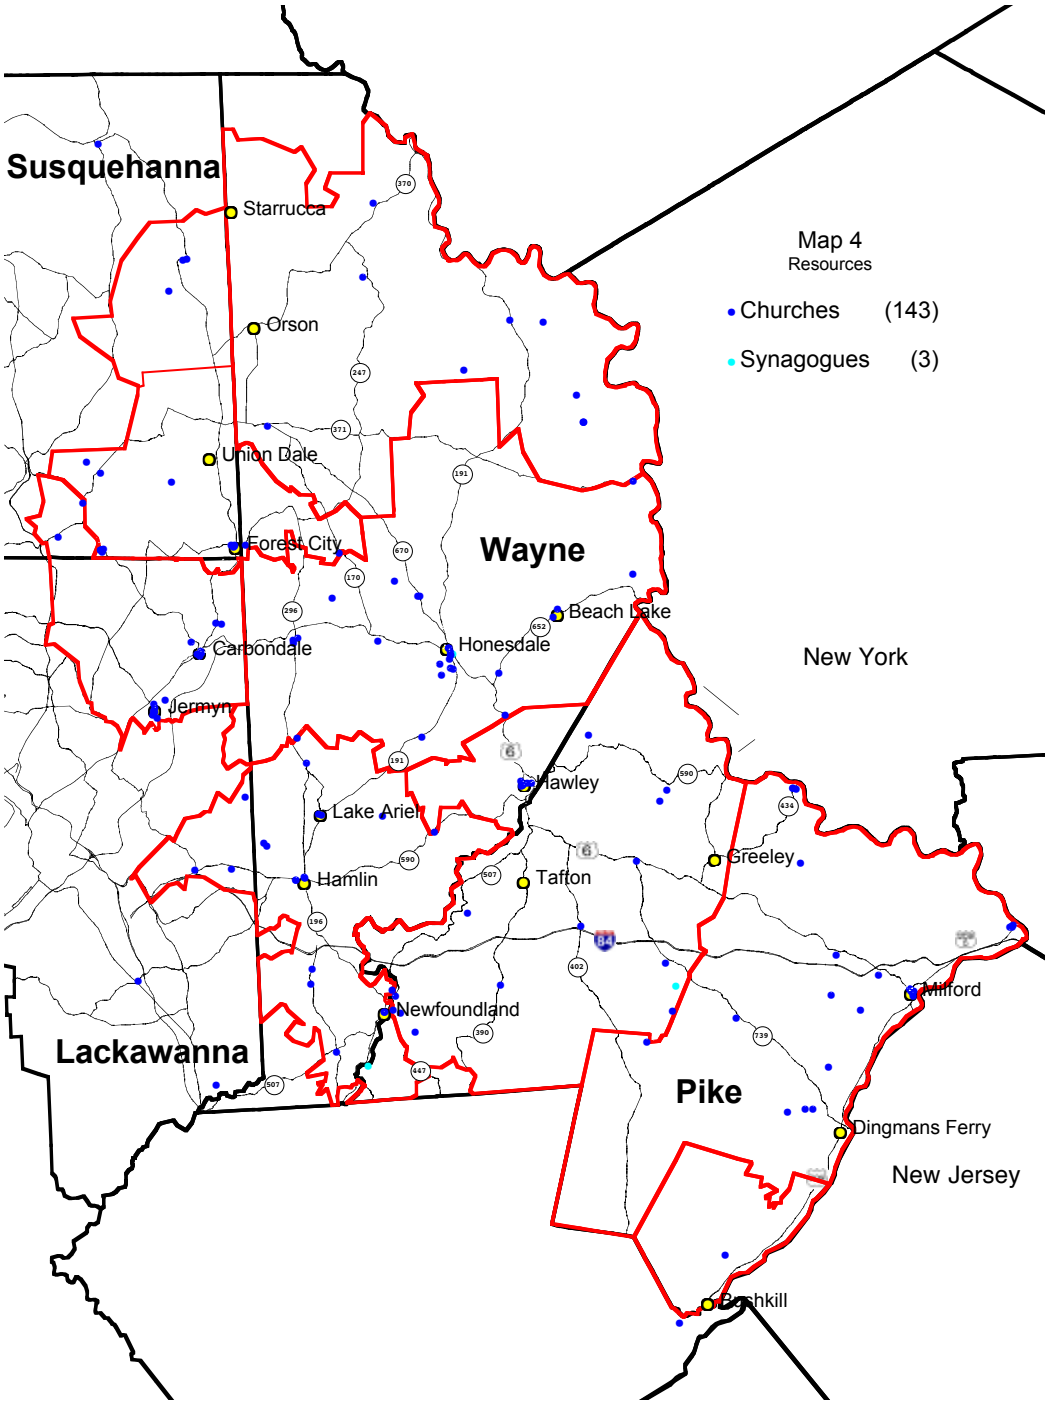 370
Susquehanna
Starrucca
Map 4
Resources
Churches (143)
Synagogues (3)
Orson
247
371
Union Dale
191
Forest City
Wayne
670
170
296
Beach Lake
652
Carbondale
Honesdale
New York
Jermyn
6
191
590
Hawley
434
Lake Ariel
6
590
Greeley
507
Tafton
Hamlin
196
84
402
Milford
Newfoundland
390
739
Lackawanna
447
507
Pike
Dingmans Ferry
New Jersey
Bushkill